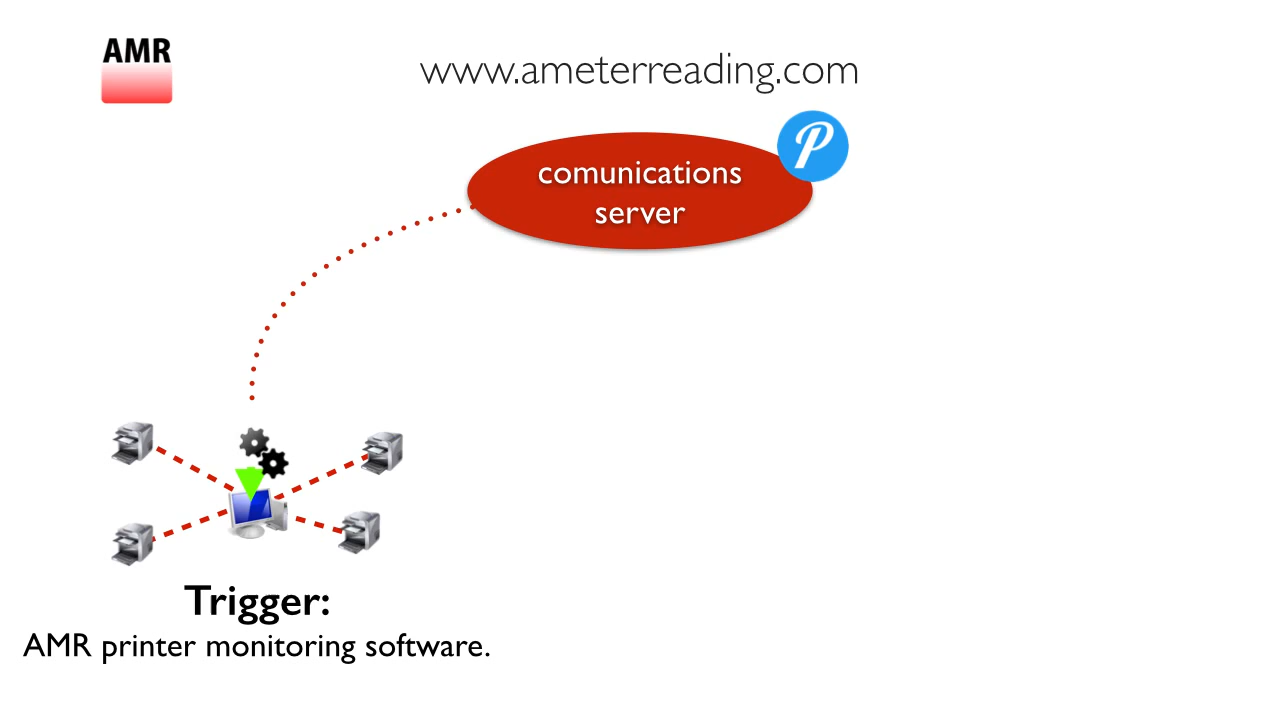 AMR
www.ameterreading.com
P
comunications
server
Trigger:
AMR printer monitoring software.